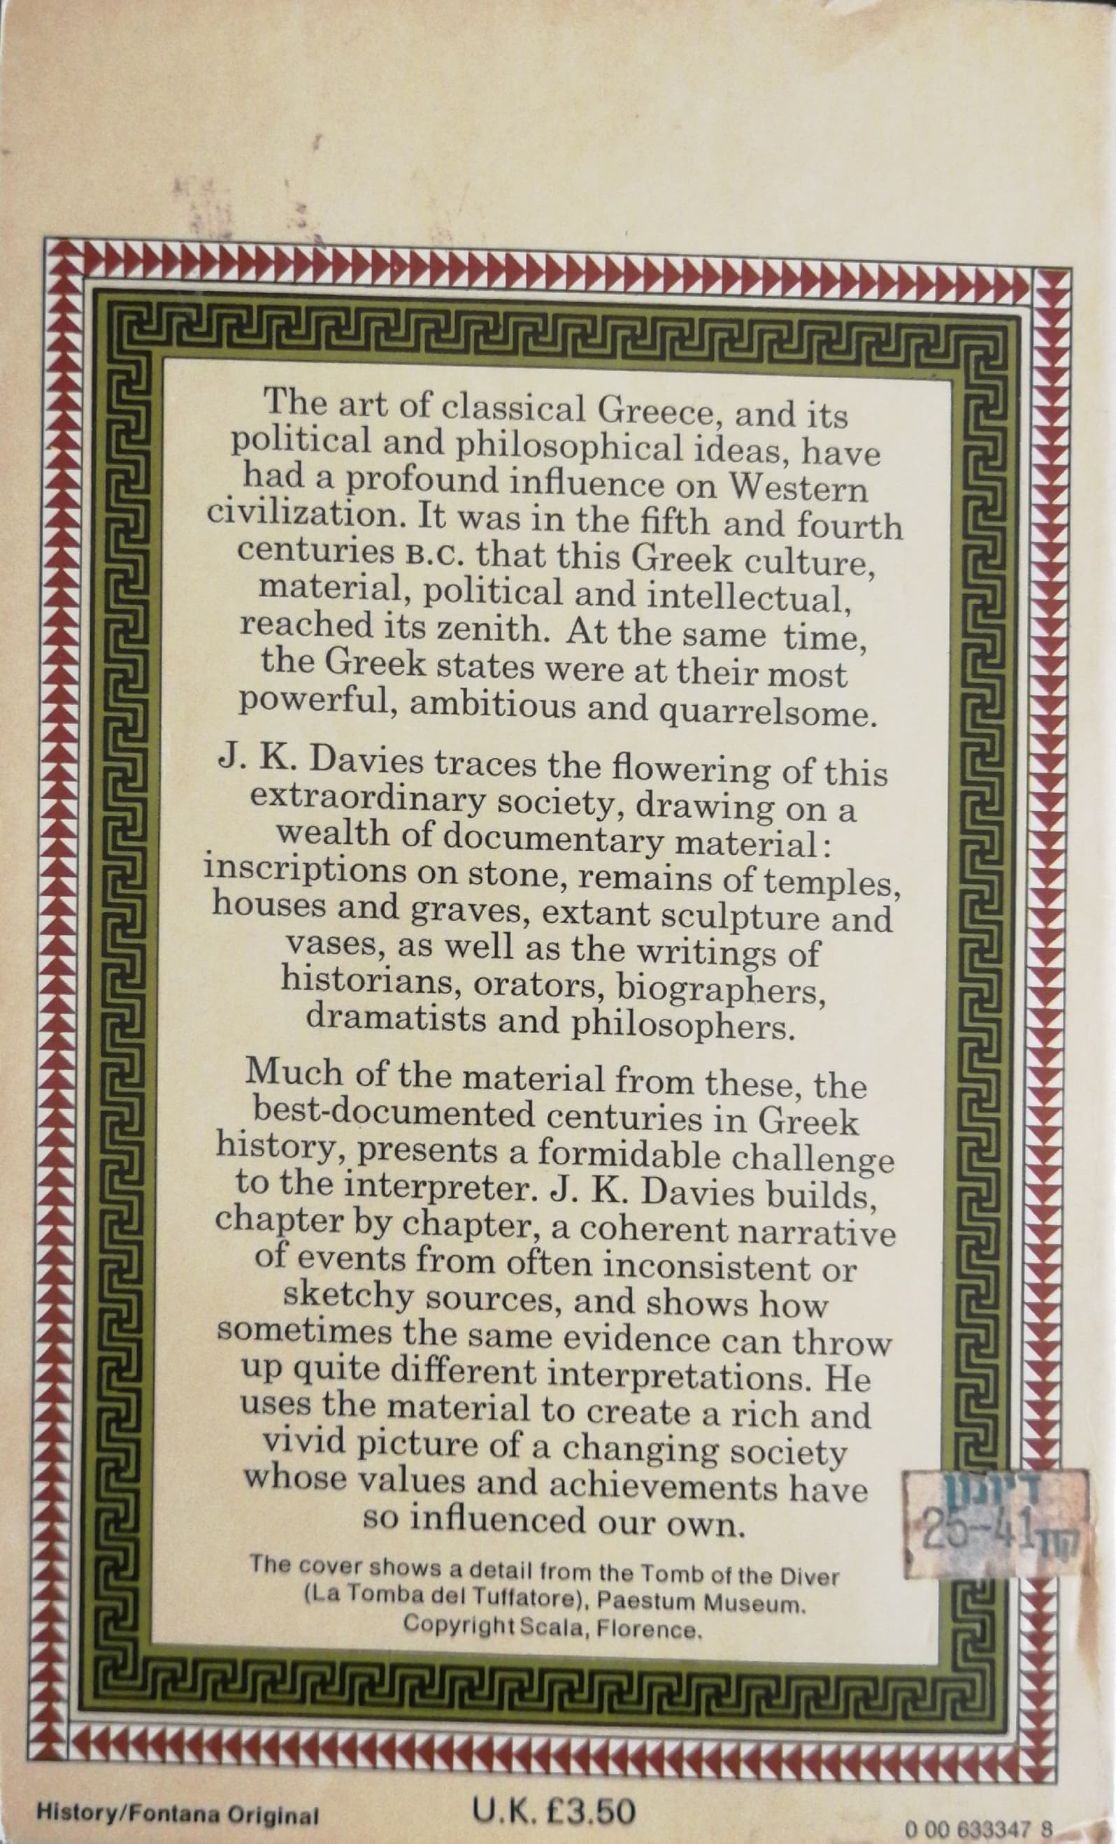 The art of classical Greece, and its
political and philosophical ideas, have
had a profound influence on Western
civilization. It was in the fifth and fourth
centuries B.C. that this Greek culture,
material, political and intellectual,
reached its zenith. At the same time,
the Greek states were at their most
powerful, ambitious and quarrelsome.
J. K. Davies traces the flowering of this
extraordinary society, drawing on a
wealth of documentary material:
inscriptions on stone, remains of temples,
houses and graves, extant sculpture and
vases, as well as the writings of
historians, orators, biographers,
dramatists and philosophers.
Much of the material from these, the
best-documented centuries in Greek
history, presents a formidable challenge
to the interpreter. J. K. Davies builds,
chapter by chapter, a coherent narrative
of events from often inconsistent or
sketchy sources, and shows how
sometimes the same evidence can throw
up quite different interpretations. He
uses the material to create a rich and
vivid picture of a changing society
whose values and achievements have
so influenced our own.
דיונון
קוד 25-41
The cover shows a detail from the Tomb of the Diver
(La Tomba del Tuffatore), Paestum Museum.
Copyright Scala, Florence.
History/Fontana Original
U.K. £3.50
0 00 633347 8